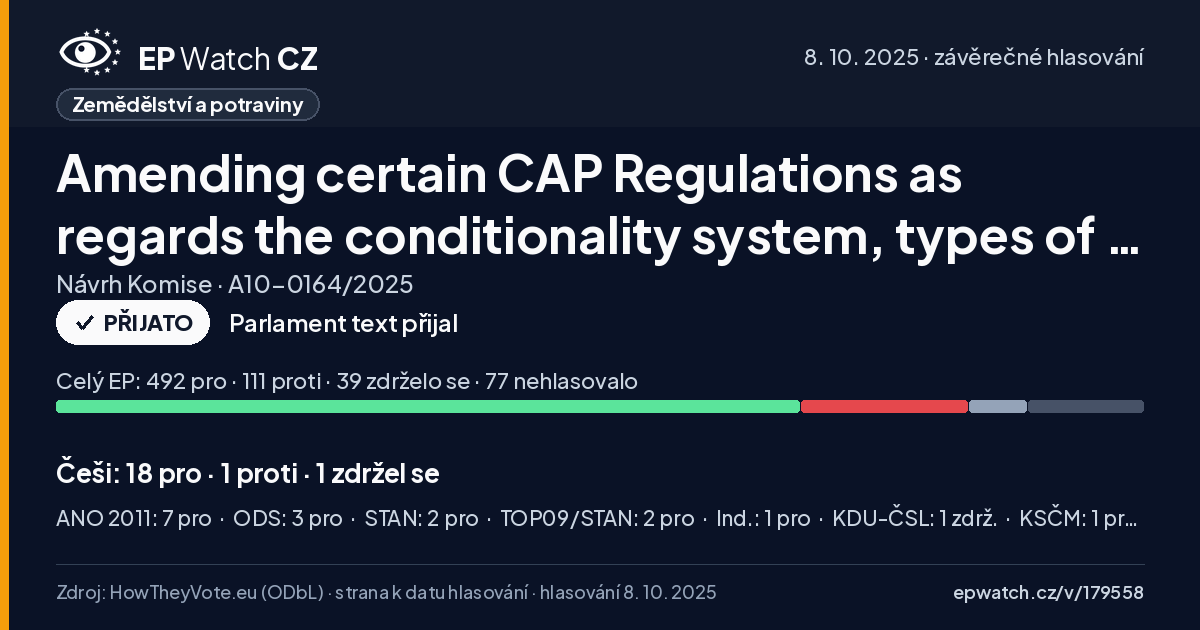 EP Watch CZ
8. 10. 2025 · závěrečné hlasování
Zemědělství a potraviny
Amending certain CAP Regulations as
regards the conditionality system, types of …
Návrh Komise · A10-0164/2025
✓ PŘIJATO Parlament text přijal
Celý EP: 492 pro · 111 proti · 39 zdrželo se · 77 nehlasovalo
Češi: 18 pro · 1 proti · 1 zdržel se
ANO 2011: 7 pro · ODS: 3 pro · STAN: 2 pro · TOP09/STAN: 2 pro · Ind.: 1 pro · KDU-ČSL: 1 zdrž. · KSČM: 1 pr…
Zdroj: HowTheyVote.eu (ODbL) · strana k datu hlasování · hlasování 8. 10. 2025
epwatch.cz/v/179558